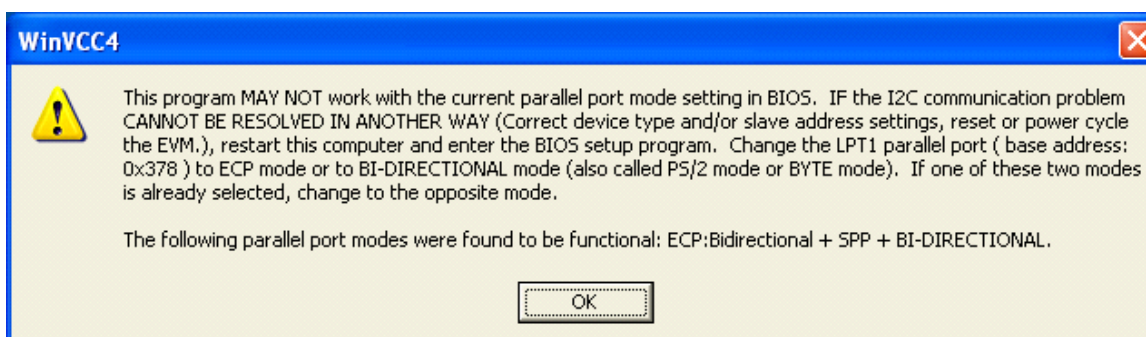 WinVCC4
This program MAY NOT work with the current parallel port mode setting in BIOS.  IF the I2C communication problem
CANNOT BE RESOLVED IN ANOTHER WAY (Correct device type and/or slave address settings, reset or power cycle
the EVM.), restart this computer and enter the BIOS setup program.  Change the LPT1 parallel port ( base address:
0x378 ) to ECP mode or to BI-DIRECTIONAL mode (also called PS/2 mode or BYTE mode).  If one of these two modes
is already selected, change to the opposite mode.
The following parallel port modes were found to be functional: ECP:Bidirectional + SPP + BI-DIRECTIONAL.
OK